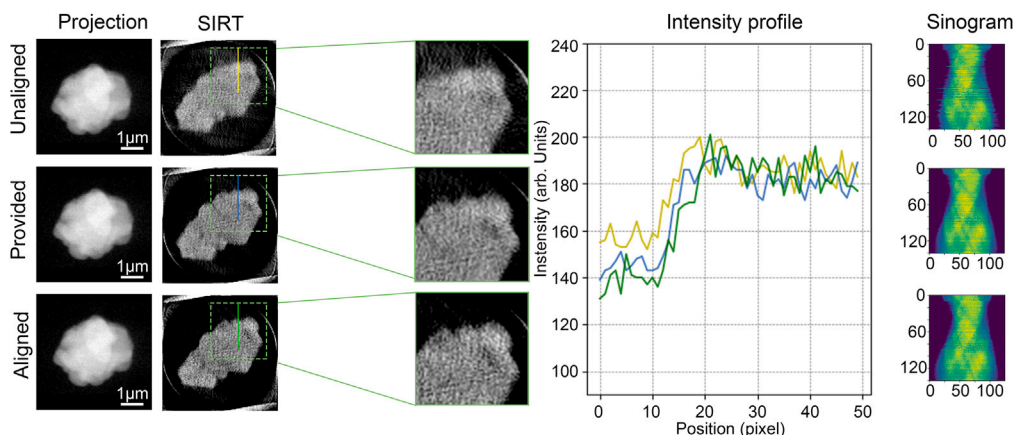 Projection SIRT Intensity profile Sinogram
Unaligned
1µm
Provided
1µm
Aligned
1µm
Instensity (arb. Units)
240
220
200
180
160
140
120
100
0 10 20 30 40 50
Position (pixel)
0
60
120
0 50 100
0
60
120
0 50 100
0
60
120
0 50 100